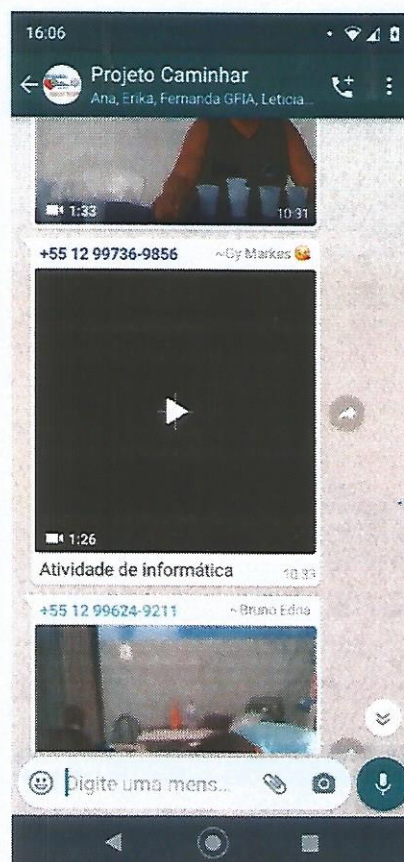 16:06
Projeto Caminhar
Ana, Erika, Fernanda GFIA, Leticia...
1:33
10:31
+55 12 99736-9856 ~Gy Markes
1:26
Atividade de informática
10:33
+55 12 99624-9211 ~Bruno Edna
Digite uma mens...